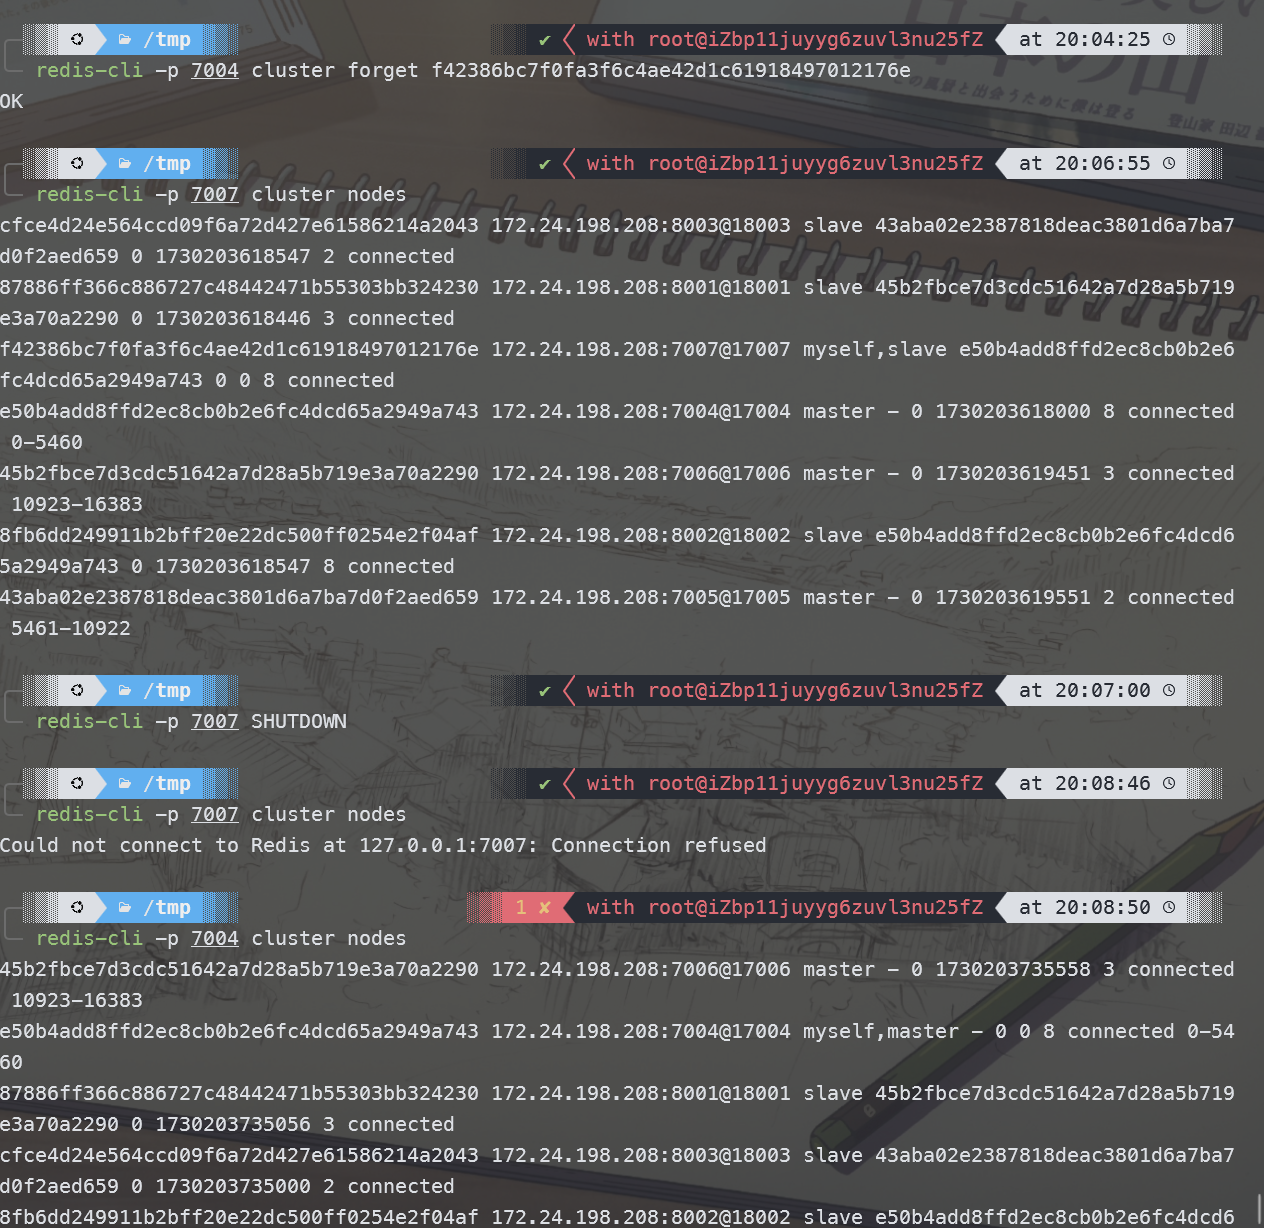 /tmp ✔ with root@iZbp11juyyg6zuvl3nu25fZ at 20:04:25
redis-cli -p 7004 cluster forget f42386bc7f0fa3f6c4ae42d1c61918497012176e
OK
/tmp ✔ with root@iZbp11juyyg6zuvl3nu25fZ at 20:06:55
redis-cli -p 7007 cluster nodes
cfce4d24e564ccd09f6a72d427e61586214a2043 172.24.198.208:8003@18003 slave 43aba02e2387818deac3801d6a7ba7
d0f2aed659 0 1730203618547 2 connected
87886ff366c886727c48442471b55303bb324230 172.24.198.208:8001@18001 slave 45b2fbce7d3cdc51642a7d28a5b719
e3a70a2290 0 1730203618446 3 connected
f42386bc7f0fa3f6c4ae42d1c61918497012176e 172.24.198.208:7007@17007 myself,slave e50b4add8ffd2ec8cb0b2e6
fc4dcd65a2949a743 0 0 8 connected
e50b4add8ffd2ec8cb0b2e6fc4dcd65a2949a743 172.24.198.208:7004@17004 master - 0 1730203618000 8 connected
0-5460
45b2fbce7d3cdc51642a7d28a5b719e3a70a2290 172.24.198.208:7006@17006 master - 0 1730203619451 3 connected
10923-16383
8fb6dd249911b2bff20e22dc500ff0254e2f04af 172.24.198.208:8002@18002 slave e50b4add8ffd2ec8cb0b2e6fc4dcd6
5a2949a743 0 1730203618547 8 connected
43aba02e2387818deac3801d6a7ba7d0f2aed659 172.24.198.208:7005@17005 master - 0 1730203619551 2 connected
5461-10922
/tmp ✔ with root@iZbp11juyyg6zuvl3nu25fZ at 20:07:00
redis-cli -p 7007 SHUTDOWN
/tmp ✔ with root@iZbp11juyyg6zuvl3nu25fZ at 20:08:46
redis-cli -p 7007 cluster nodes
Could not connect to Redis at 127.0.0.1:7007: Connection refused
/tmp 1 ✘ with root@iZbp11juyyg6zuvl3nu25fZ at 20:08:50
redis-cli -p 7004 cluster nodes
45b2fbce7d3cdc51642a7d28a5b719e3a70a2290 172.24.198.208:7006@17006 master - 0 1730203735558 3 connected
10923-16383
e50b4add8ffd2ec8cb0b2e6fc4dcd65a2949a743 172.24.198.208:7004@17004 myself,master - 0 0 8 connected 0-54
60
87886ff366c886727c48442471b55303bb324230 172.24.198.208:8001@18001 slave 45b2fbce7d3cdc51642a7d28a5b719
e3a70a2290 0 1730203735056 3 connected
cfce4d24e564ccd09f6a72d427e61586214a2043 172.24.198.208:8003@18003 slave 43aba02e2387818deac3801d6a7ba7
d0f2aed659 0 1730203735000 2 connected
8fb6dd249911b2bff20e22dc500ff0254e2f04af 172.24.198.208:8002@18002 slave e50b4add8ffd2ec8cb0b2e6fc4dcd6